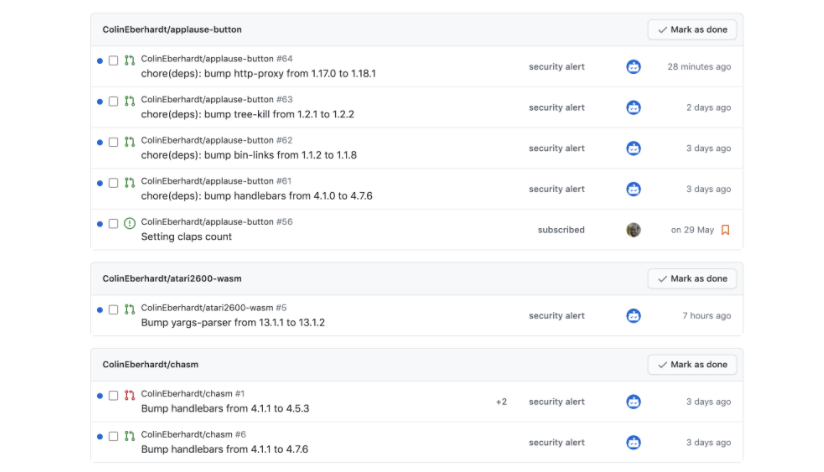 ColinEberhardt/applause-button
Mark as done
ColinEberhardt/applause-button #64
chore(deps): bump http-proxy from 1.17.0 to 1.18.1
security alert
28 minutes ago
ColinEberhardt/applause-button #63
chore(deps): bump tree-kill from 1.2.1 to 1.2.2
security alert
2 days ago
ColinEberhardt/applause-button #62
chore(deps): bump bin-links from 1.1.2 to 1.1.8
security alert
3 days ago
ColinEberhardt/applause-button #61
chore(deps): bump handlebars from 4.1.0 to 4.7.6
security alert
3 days ago
ColinEberhardt/applause-button #56
Setting claps count
subscribed
on 29 May
ColinEberhardt/atari2600-wasm
Mark as done
ColinEberhardt/atari2600-wasm #5
Bump yargs-parser from 13.1.1 to 13.1.2
security alert
7 hours ago
ColinEberhardt/chasm
Mark as done
ColinEberhardt/chasm #1
Bump handlebars from 4.1.1 to 4.5.3
+2
security alert
3 days ago
ColinEberhardt/chasm #6
Bump handlebars from 4.1.1 to 4.7.6
security alert
3 days ago